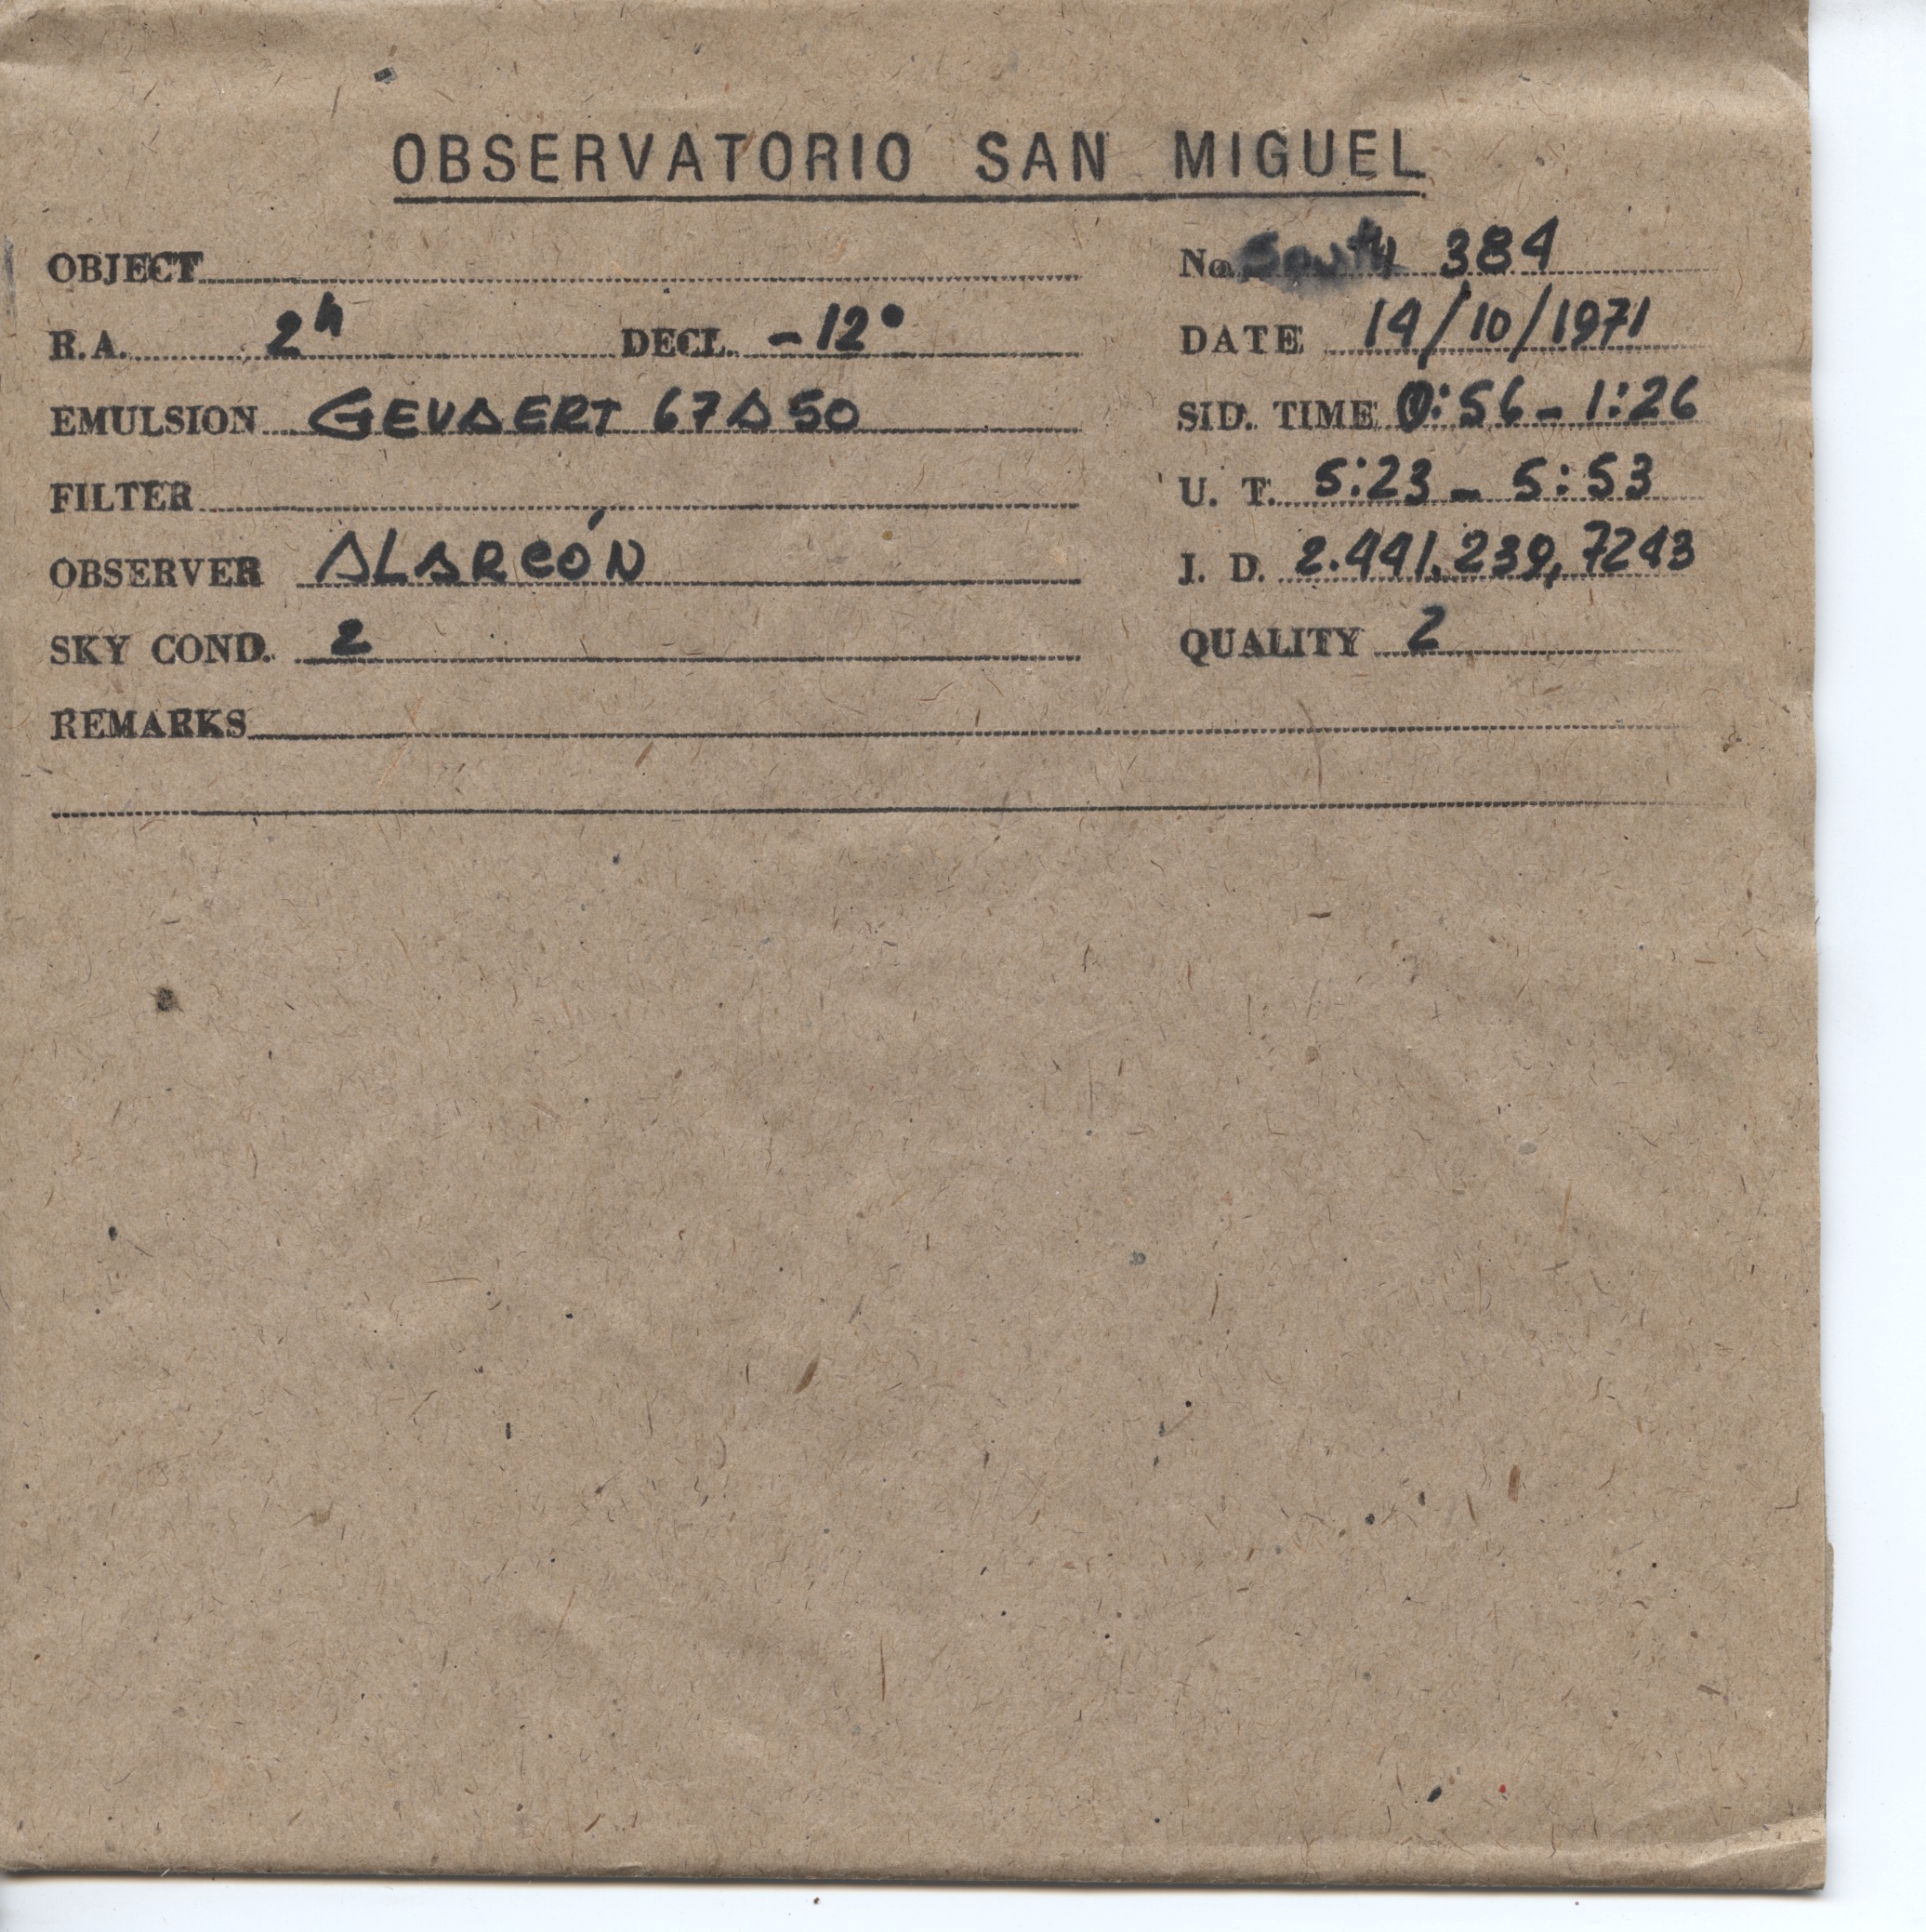 OBSERVATORIO SAN MIGUEL
OBJECT
No. South 384
R.A. 2h DECL. -12°
DATE 14/10/1971
EMULSION GEVAERT 67A50
SID. TIME 0:56 - 1:26
FILTER
U. T. 5:23 - 5:53
OBSERVER ALARCÓN
J. D. 2.441.239,7243
SKY COND. 2
QUALITY 2
REMARKS